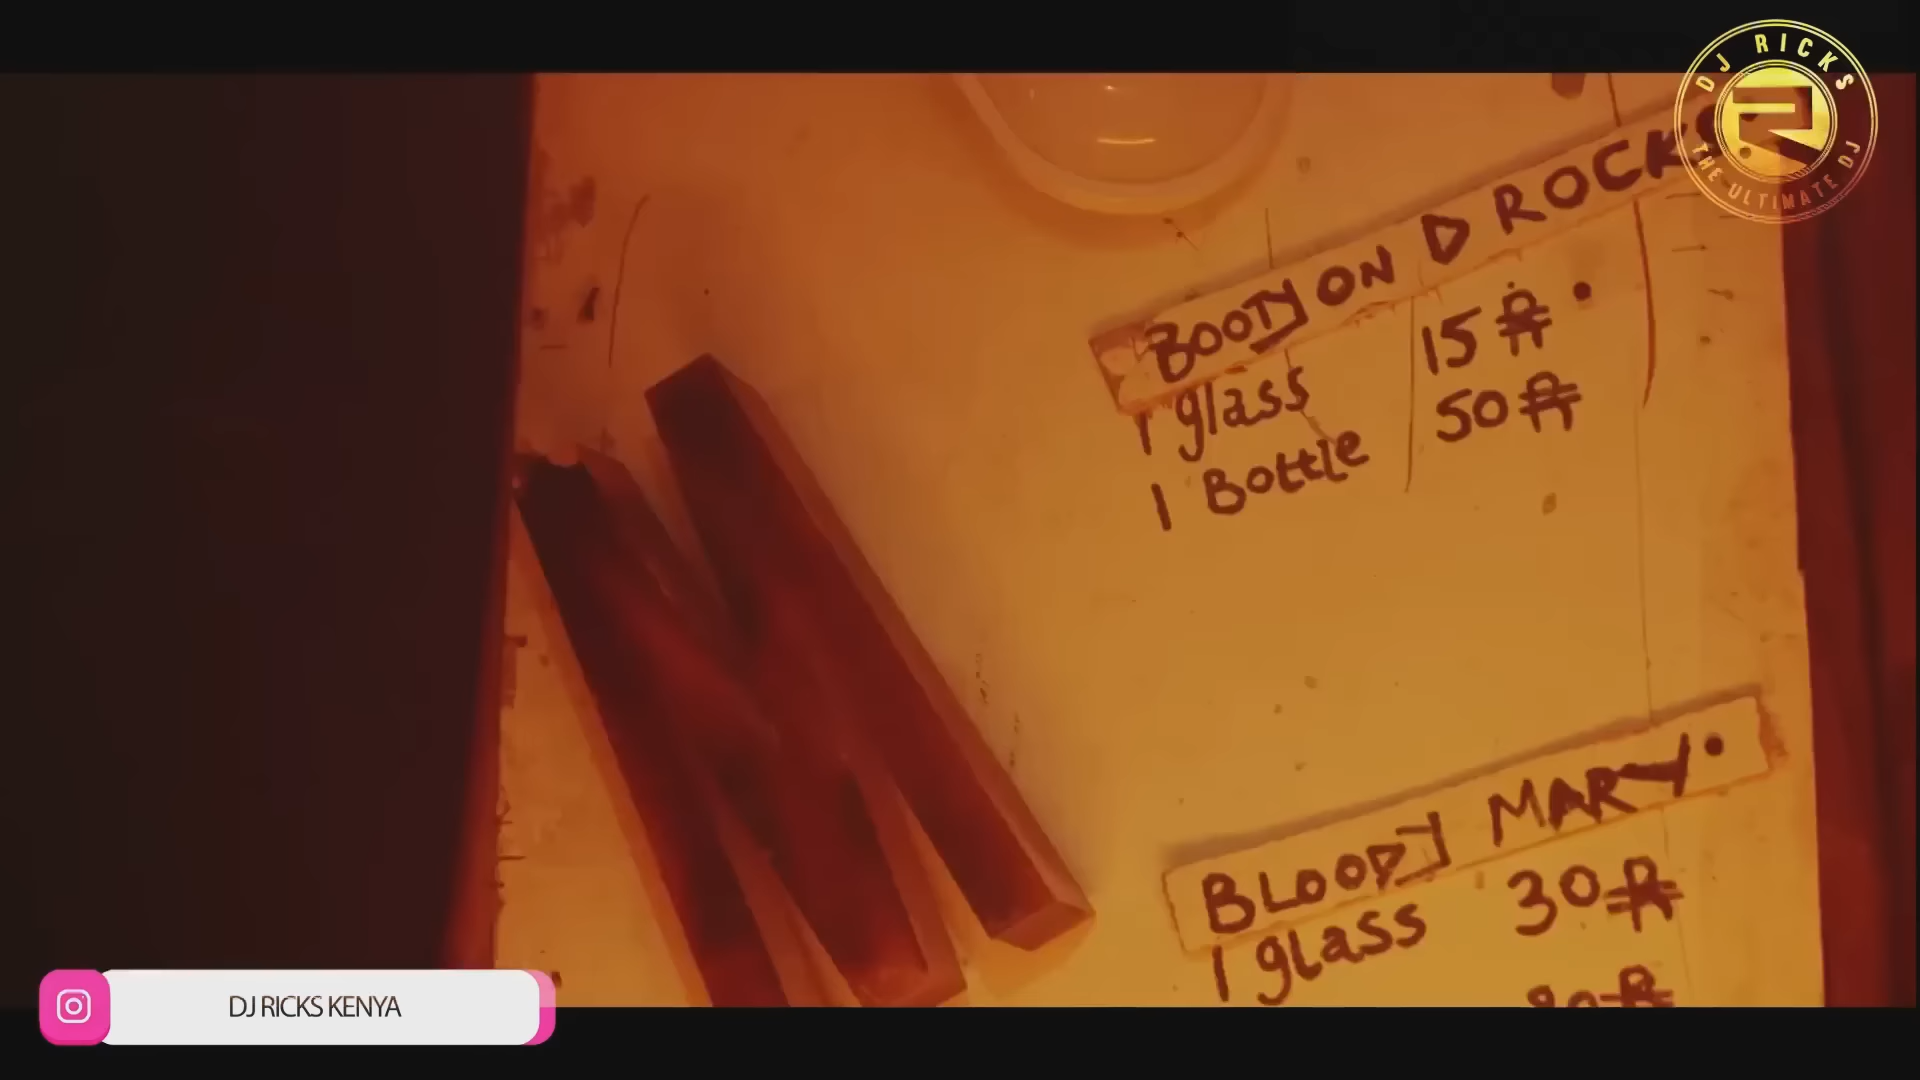 DJ RICKS
THE ULTIMATE DJ
BOOTY ON D ROCKS
1 glass 15
1 Bottle 50
BLOODY MARY.
1 glass 30
DJ RICKS KENYA